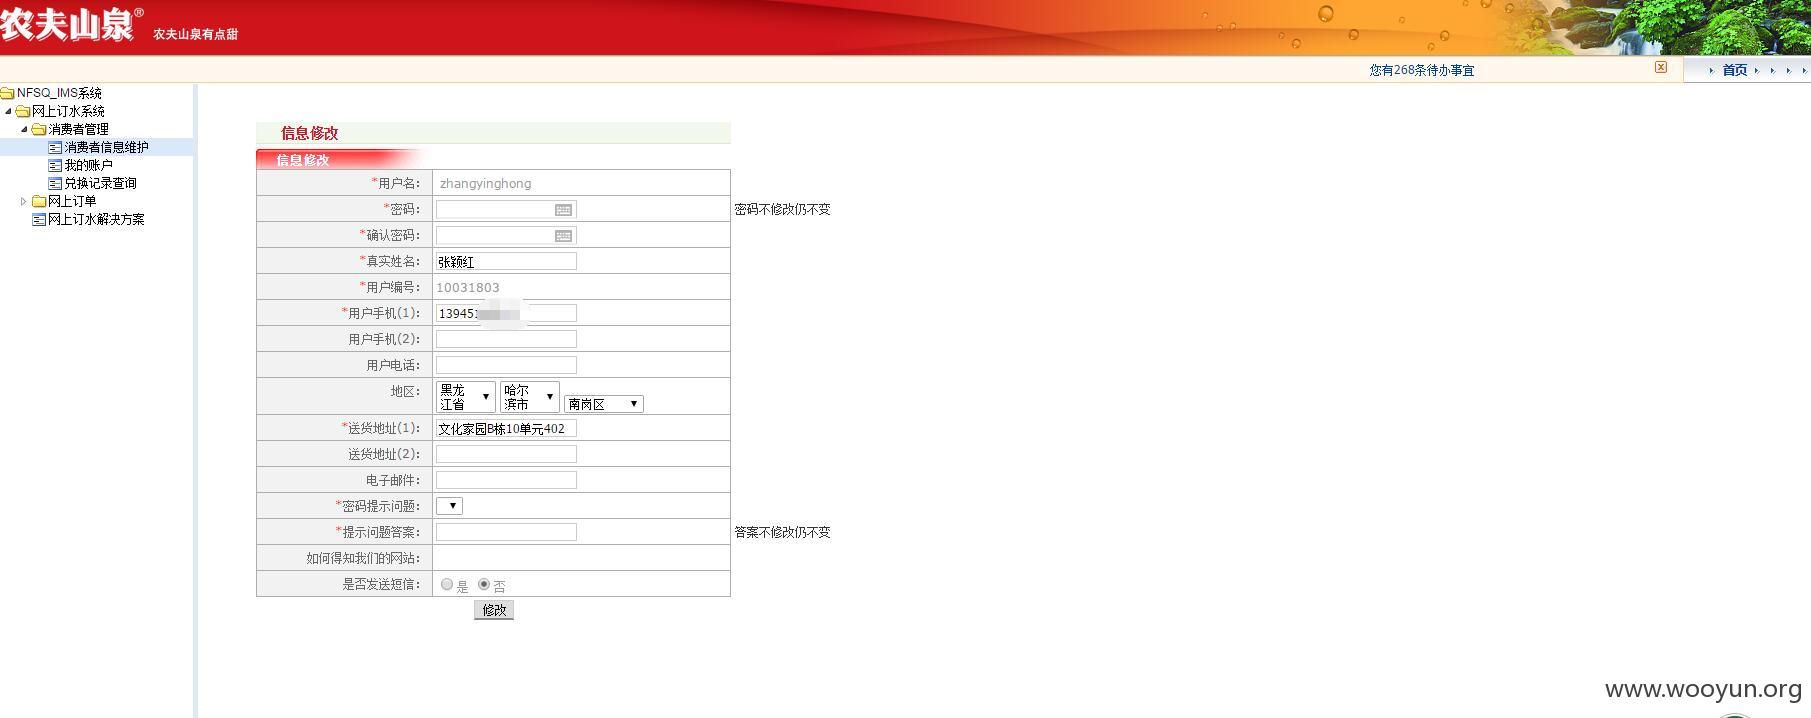 农夫山泉®
农夫山泉有点甜
您有268条待办事宜
首页
NFSQ_IMS系统
网上订水系统
消费者管理
消费者信息维护
我的账户
兑换记录查询
网上订单
网上订水解决方案
信息修改
信息修改
*用户名: zhangyinghong
*密码: 密码不修改仍不变
*确认密码:
*真实姓名: 张颖红
*用户编号: 10031803
*用户手机(1): 13945
用户手机(2):
用户电话:
地区: 黑龙江省 哈尔滨市 南岗区
*送货地址(1): 文化家园B栋10单元402
送货地址(2):
电子邮件:
*密码提示问题:
*提示问题答案: 答案不修改仍不变
如何得知我们的网站:
是否发送短信: 是 否
修改
www.wooyun.org